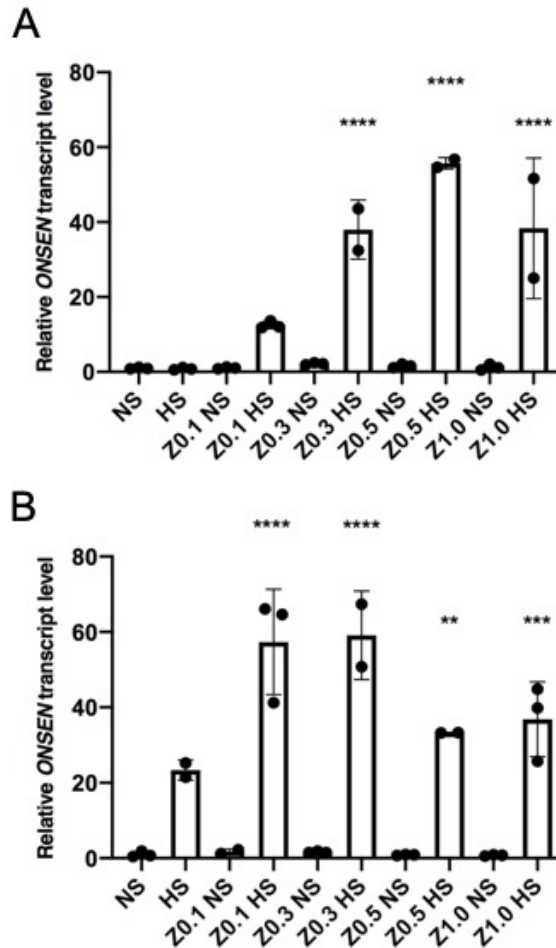 A
Relative ONSEN transcript level
80
60
40
20
0
****
****
****
NS
HS
Z0.1 NS
Z0.1 HS
Z0.3 NS
Z0.3 HS
Z0.5 NS
Z0.5 HS
Z1.0 NS
Z1.0 HS
B
Relative ONSEN transcript level
80
60
40
20
0
****
****
**
***
NS
HS
Z0.1 NS
Z0.1 HS
Z0.3 NS
Z0.3 HS
Z0.5 NS
Z0.5 HS
Z1.0 NS
Z1.0 HS